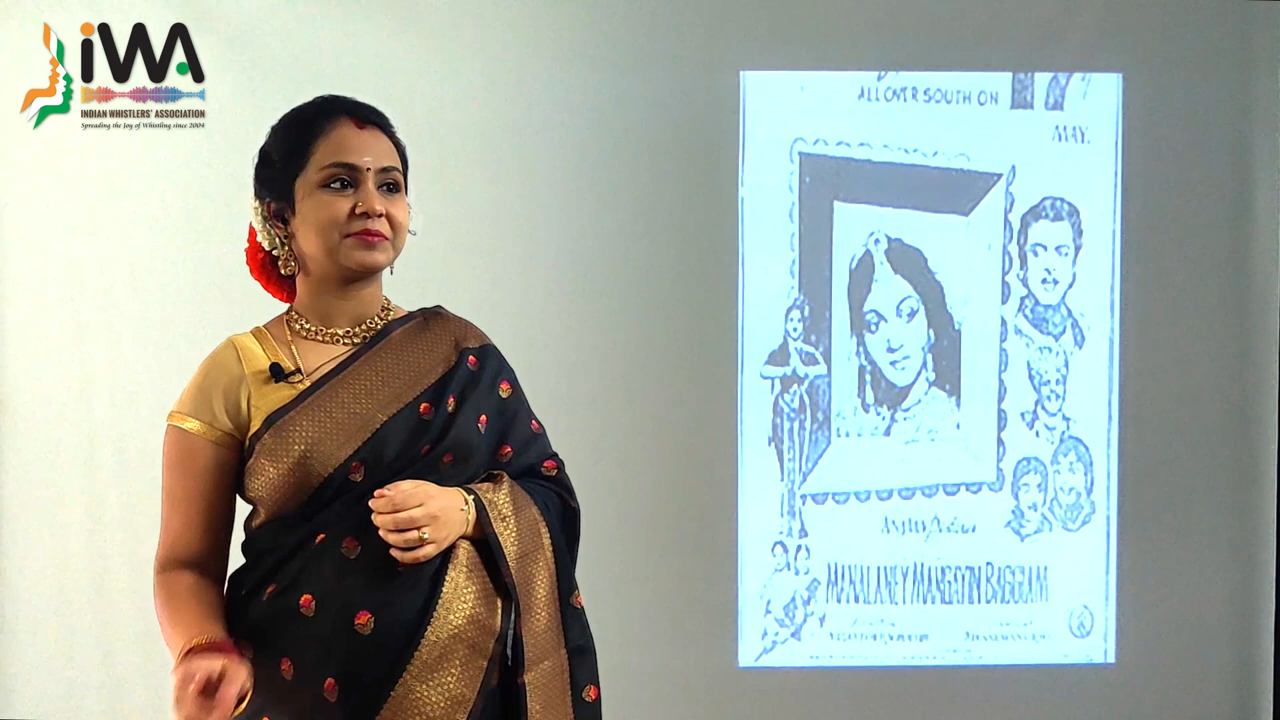 iWA
INDIAN WHISTLERS' ASSOCIATION
Spreading the Joy of Whistling since 2004
ALL OVER SOUTH ON 17
MAY.
MANALANEY MANGAYIN BAGGIAM